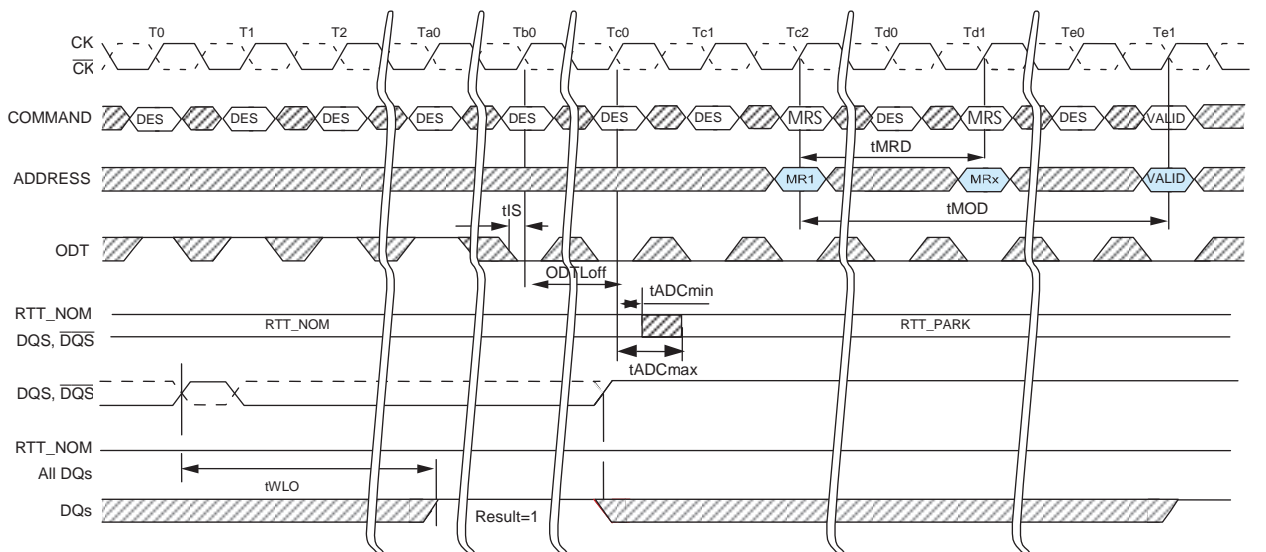 T0 T1 T2 Ta0 Tb0 Tc0 Tc1 Tc2 Td0 Td1 Te0 Te1
CK
CK
COMMAND DES DES DES DES DES DES DES MRS DES MRS DES VALID
tMRD
ADDRESS MR1 MRx VALID
tIS tMOD
ODT
ODTLoff
tADCmin
RTT_NOM
RTT_NOM RTT_PARK
DQS, DQS
tADCmax
DQS, DQS
RTT_NOM
All DQs
tWLO
DQs Result=1